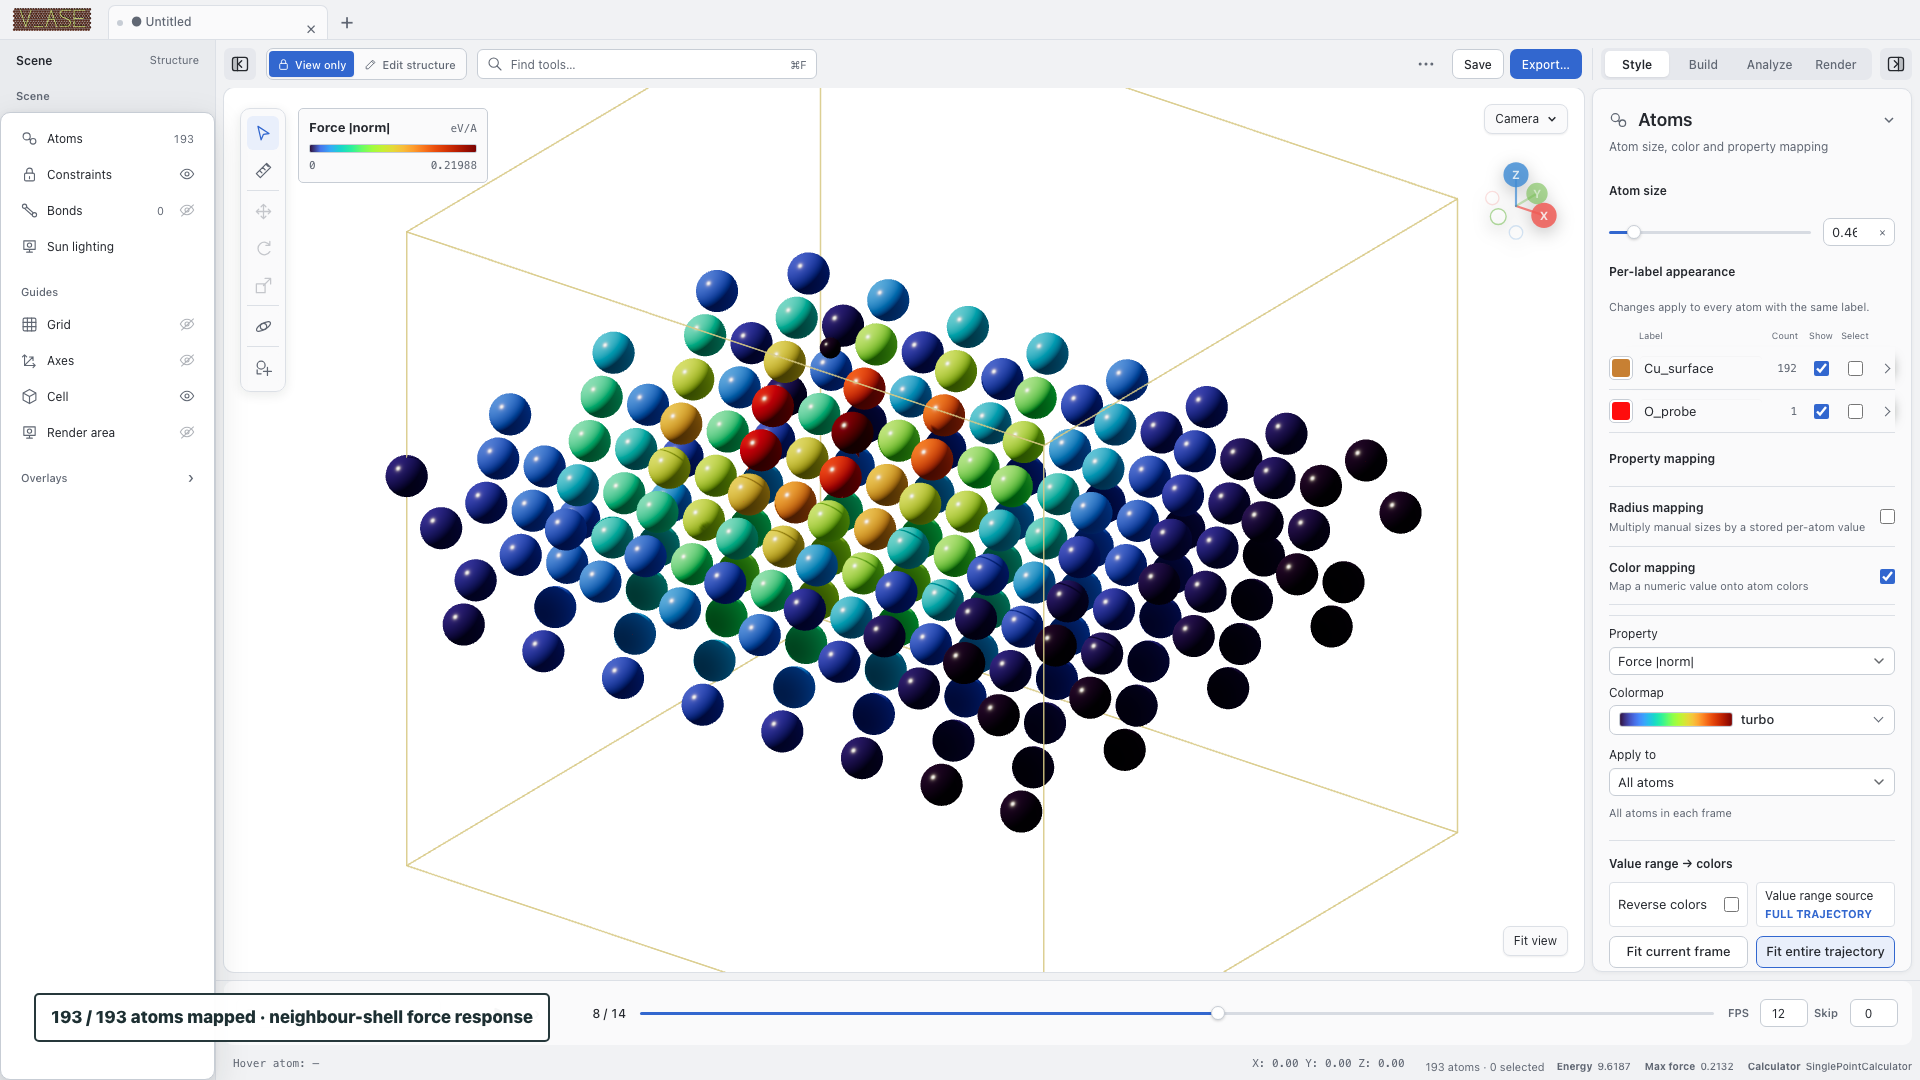 V_ASE
Untitled
Scene
Structure
View only
Edit structure
Find tools...
⌘F
Save
Export...
Style
Build
Analyze
Render
Scene
Atoms 193
Constraints
Bonds 0
Sun lighting
Guides
Grid
Axes
Cell
Render area
Overlays
Force |norm| eV/A
0 0.21988
Camera
Z
Y
X
Fit view
Atoms
Atom size, color and property mapping
Atom size
0.46
Per-label appearance
Changes apply to every atom with the same label.
Label Count Show Select
Cu_surface 192
O_probe 1
Property mapping
Radius mapping
Multiply manual sizes by a stored per-atom value
Color mapping
Map a numeric value onto atom colors
Property
Force |norm|
Colormap
turbo
Apply to
All atoms
All atoms in each frame
Value range → colors
Reverse colors
Value range source
FULL TRAJECTORY
Fit current frame
Fit entire trajectory
193 / 193 atoms mapped · neighbour-shell force response
8 / 14
FPS 12 Skip 0
Hover atom: –
X: 0.00 Y: 0.00 Z: 0.00
193 atoms · 0 selected Energy 9.6187 Max force 0.2132 Calculator SinglePointCalculator